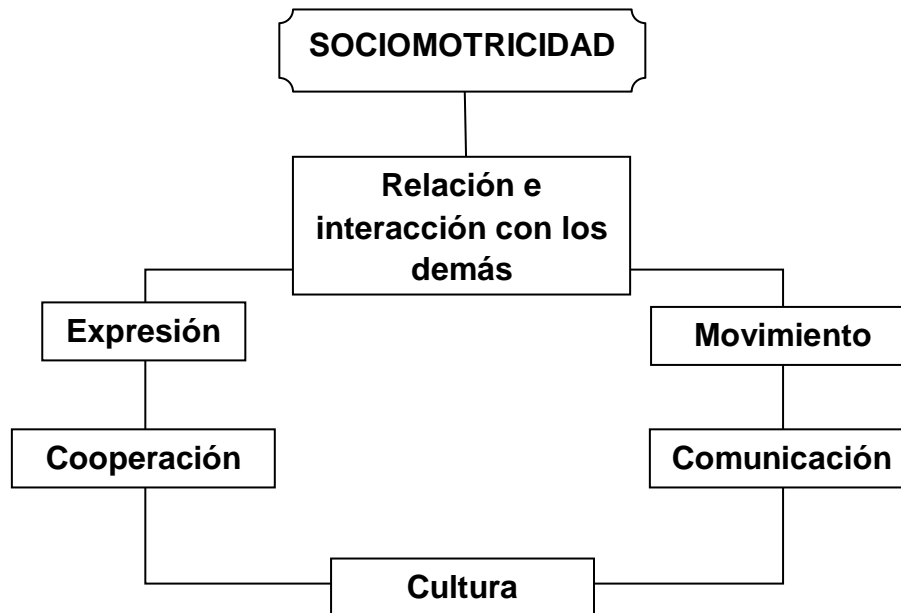 SOCIOMOTRICIDAD
Relación e
interacción con los
demás
Expresión
Movimiento
Cooperación
Comunicación
Cultura